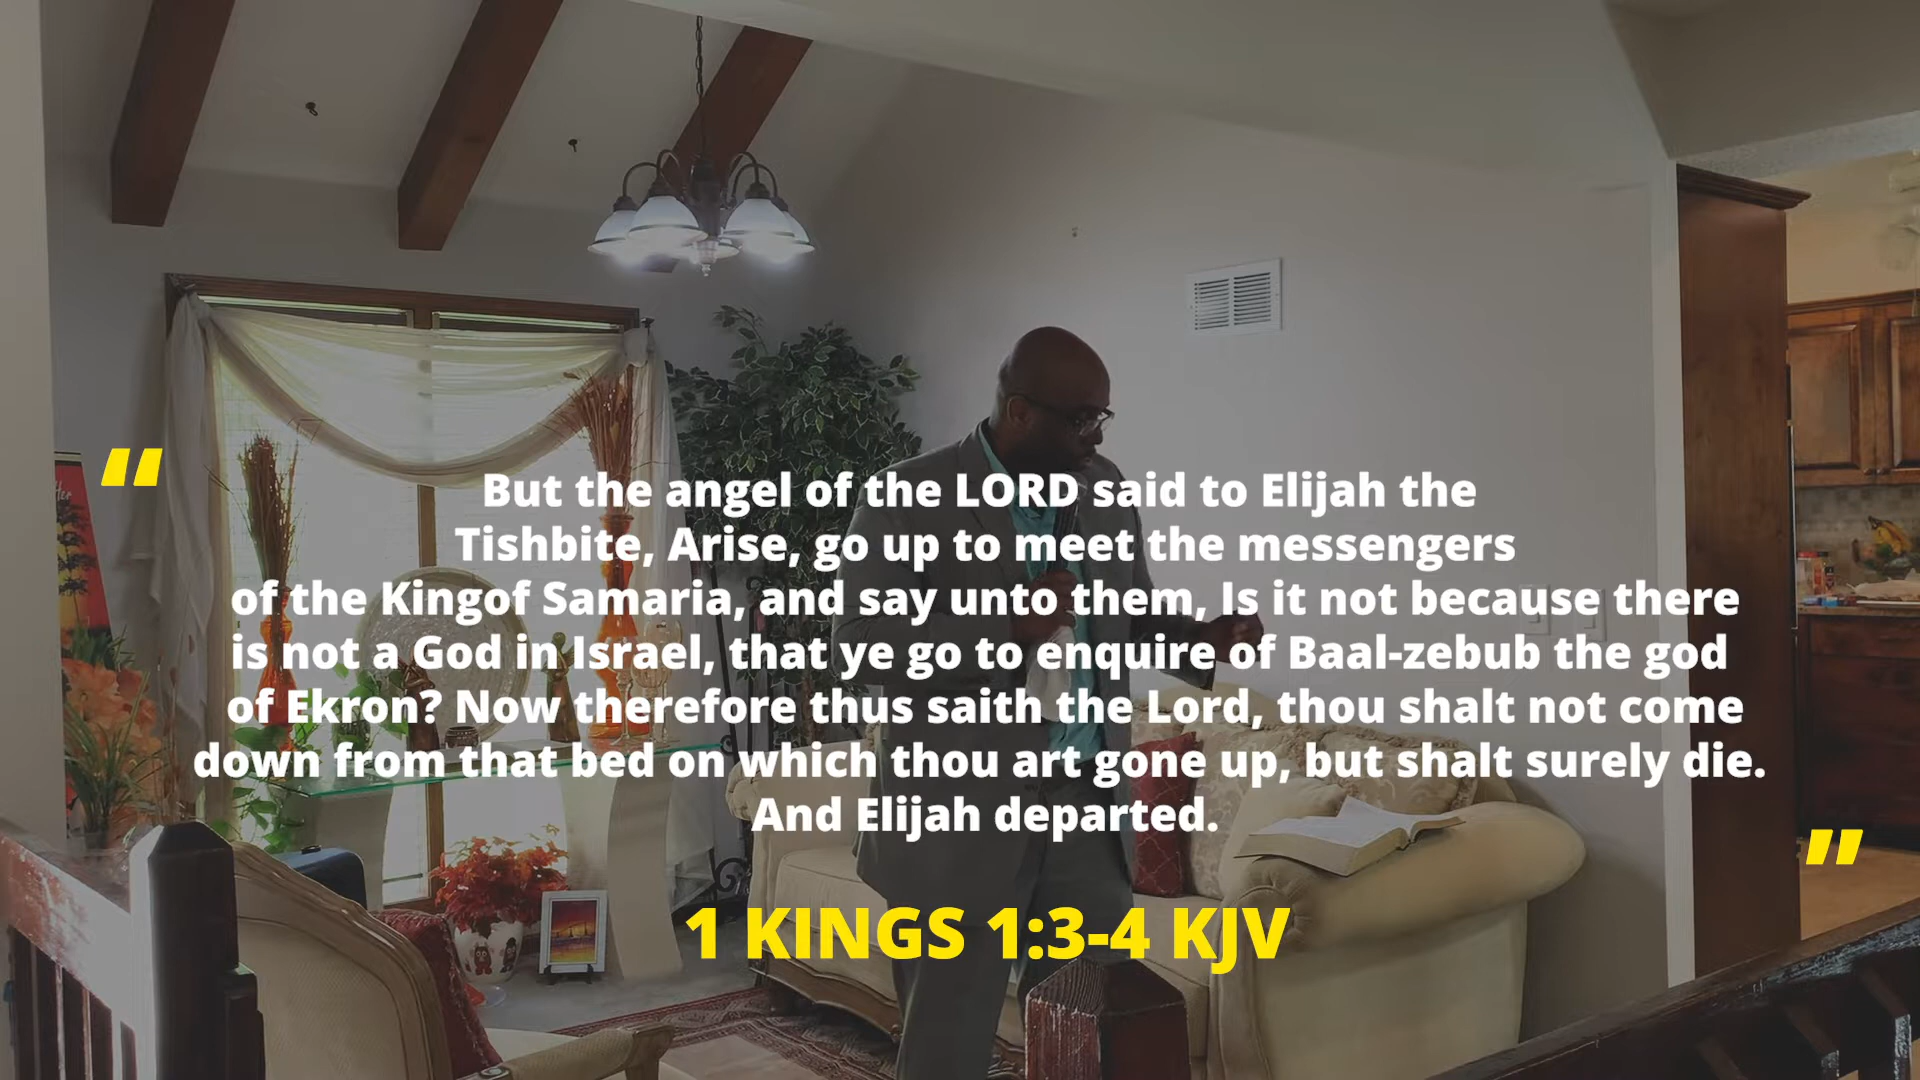 “
But the angel of the LORD said to Elijah the
Tishbite, Arise, go up to meet the messengers
of the Kingof Samaria, and say unto them, Is it not because there
is not a God in Israel, that ye go to enquire of Baal-zebub the god
of Ekron? Now therefore thus saith the Lord, thou shalt not come
down from that bed on which thou art gone up, but shalt surely die.
And Elijah departed.
”
1 KINGS 1:3-4 KJV